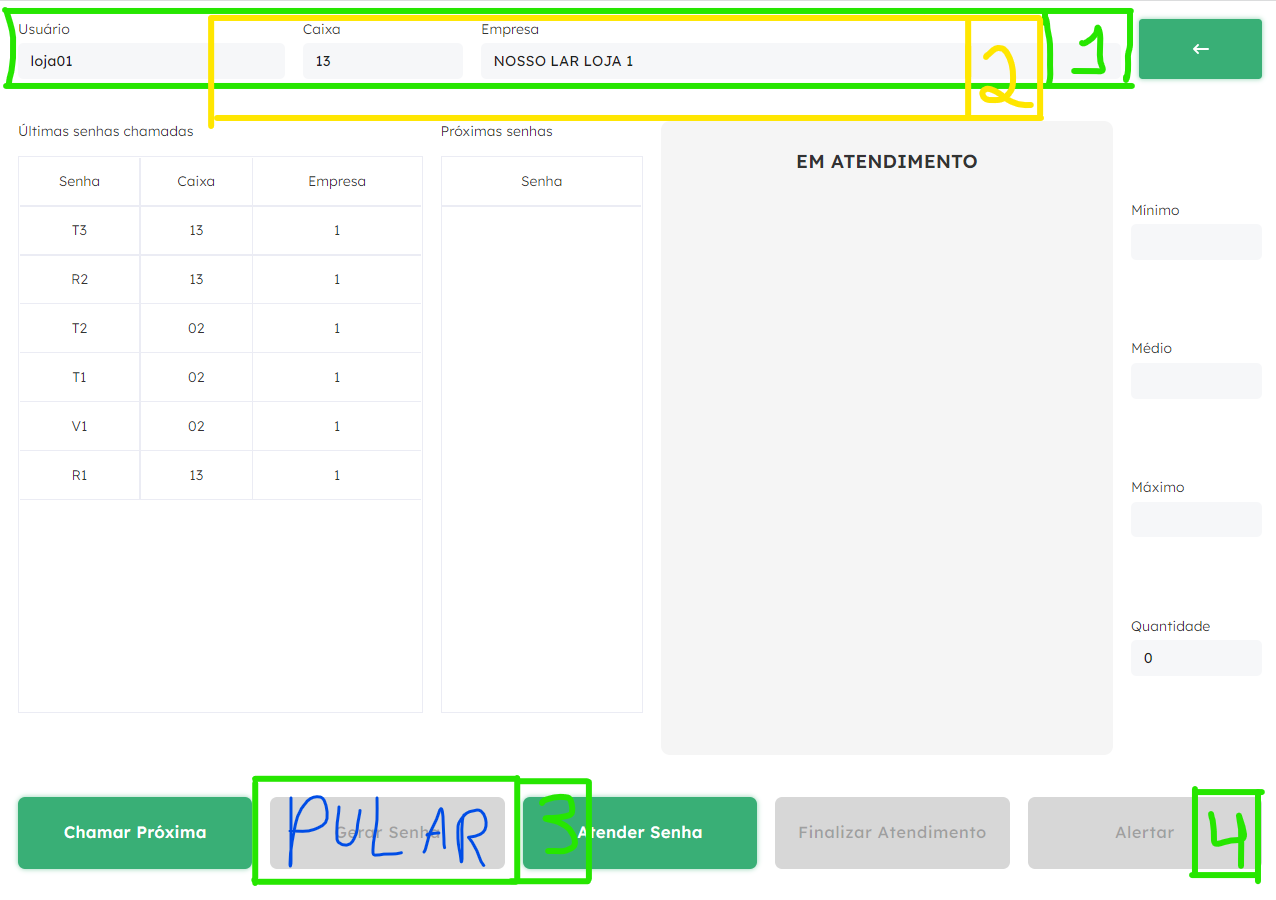 Usuário Caixa Empresa
loja01 13 NOSSO LAR LOJA 1 1 ←
2
Últimas senhas chamadas Próximas senhas
EM ATENDIMENTO
Senha Caixa Empresa Senha
Mínimo
T3 13 1
R2 13 1
T2 02 1
Médio
T1 02 1
V1 02 1
R1 13 1
Máximo
Quantidade
0
Chamar Próxima Gerar Senha Atender Senha Finalizar Atendimento Alertar
PULAR 3 4